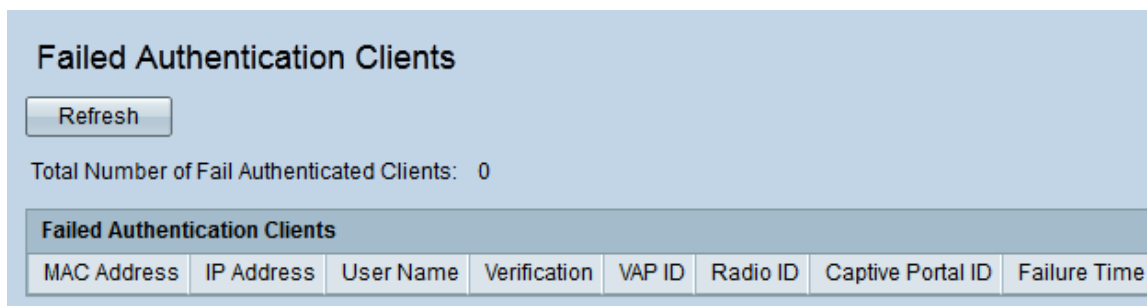 Failed Authentication Clients
Refresh
Total Number of Fail Authenticated Clients: 0
Failed Authentication Clients
MAC Address IP Address User Name Verification VAP ID Radio ID Captive Portal ID Failure Time